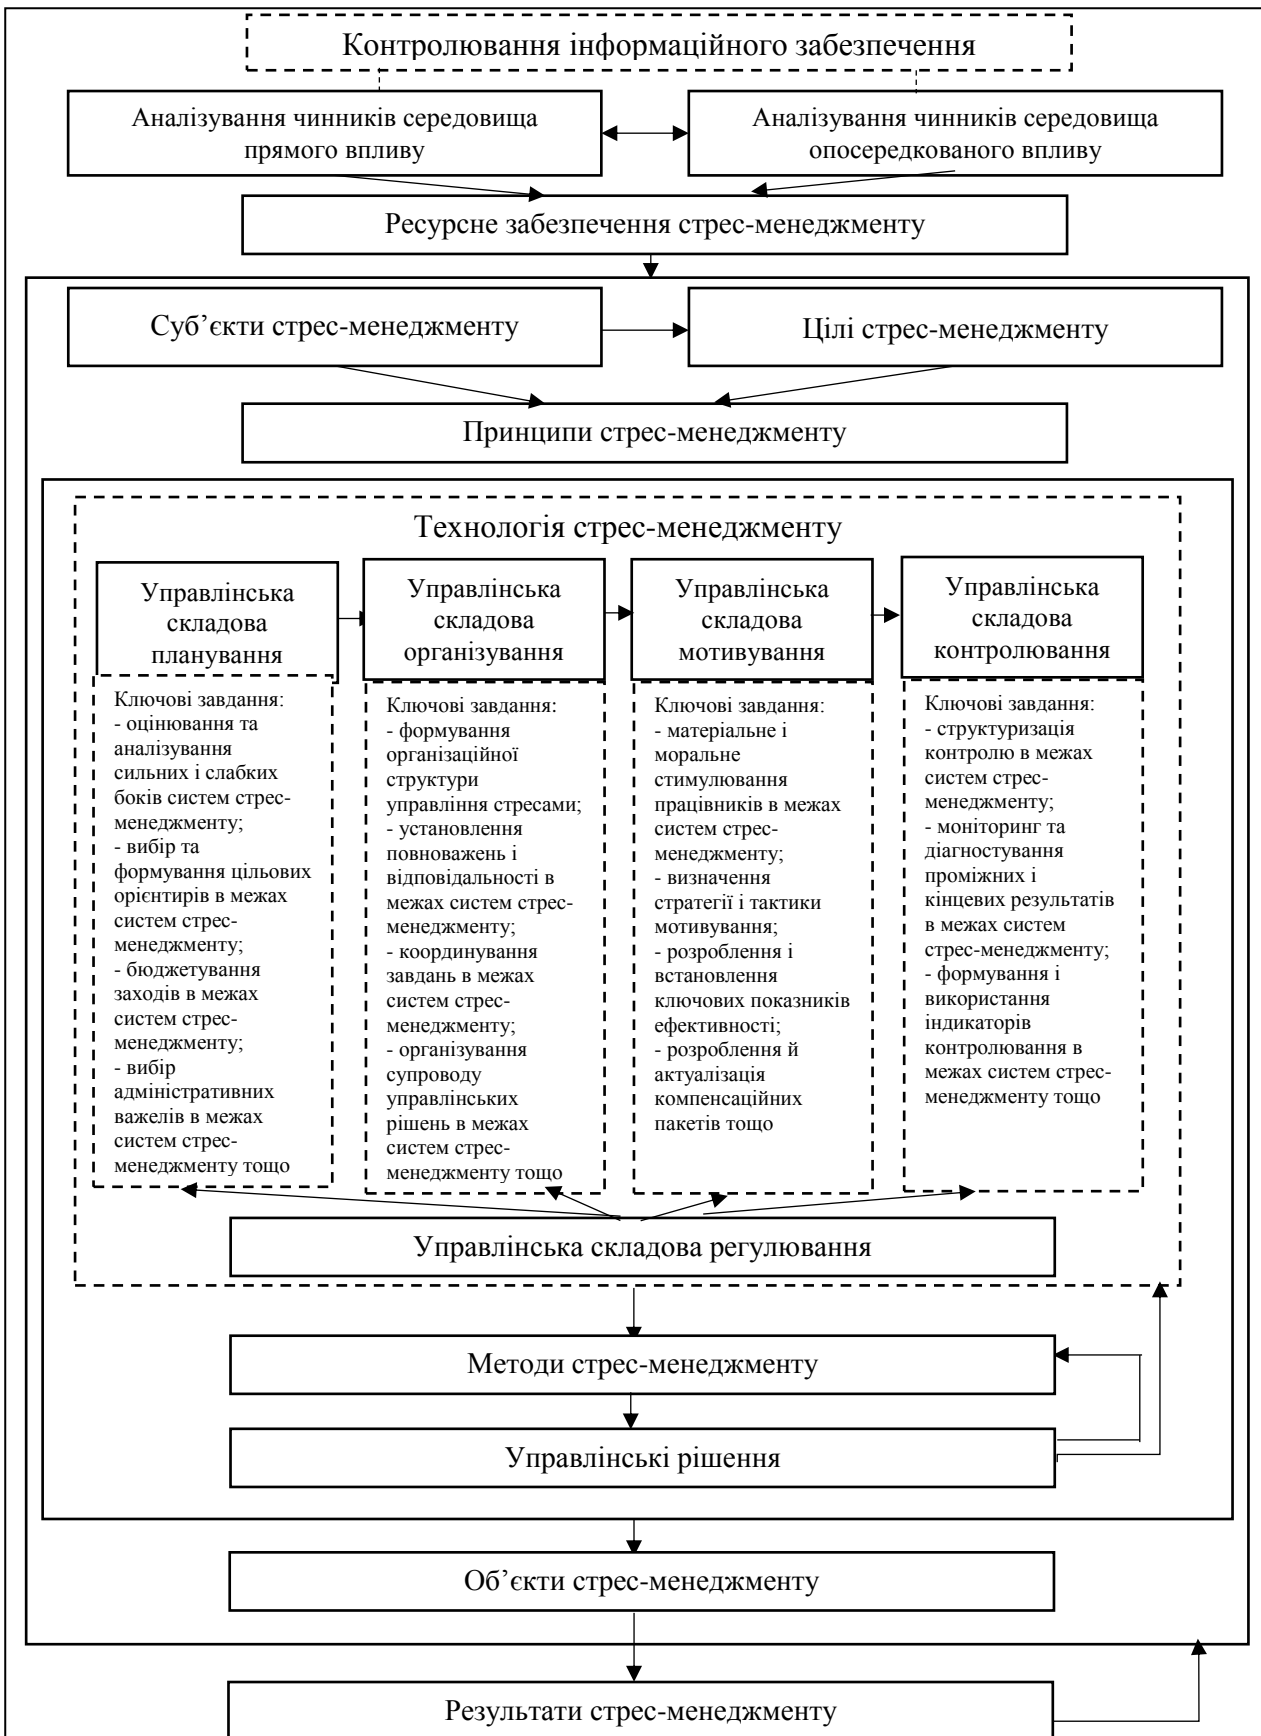 Контролювання інформаційного забезпечення
Аналізування чинників середовища
прямого впливу
Аналізування чинників середовища
опосередкованого впливу
Ресурсне забезпечення стрес-менеджменту
Суб’єкти стрес-менеджменту
Цілі стрес-менеджменту
Принципи стрес-менеджменту
Технологія стрес-менеджменту
Управлінська
складова
планування
Управлінська
складова
організування
Управлінська
складова
мотивування
Управлінська
складова
контролювання
Ключові завдання:
- оцінювання та
аналізування
сильних і слабких
боків систем стрес-
менеджменту;
- вибір та
формування цільових
орієнтирів в межах
систем стрес-
менеджменту;
- бюджетування
заходів в межах
систем стрес-
менеджменту;
- вибір
адміністративних
важелів в межах
систем стрес-
менеджменту тощо
Ключові завдання:
- формування
організаційної
структури
управління стресами;
- установлення
повноважень і
відповідальності в
межах систем стрес-
менеджменту;
- координування
завдань в межах
систем стрес-
менеджменту;
- організування
супроводу
управлінських
рішень в межах
систем стрес-
менеджменту тощо
Ключові завдання:
- матеріальне і
моральне
стимулювання
працівників в межах
систем стрес-
менеджменту;
- визначення
стратегії і тактики
мотивування;
- розроблення і
встановлення
ключових показників
ефективності;
- розроблення й
актуалізація
компенсаційних
пакетів тощо
Ключові завдання:
- структуризація
контролю в межах
систем стрес-
менеджменту;
- моніторинг та
діагностування
проміжних і
кінцевих результатів
в межах систем
стрес-менеджменту;
- формування і
використання
індикаторів
контролювання в
межах систем стрес-
менеджменту тощо
Управлінська складова регулювання
Методи стрес-менеджменту
Управлінські рішення
Об’єкти стрес-менеджменту
Результати стрес-менеджменту